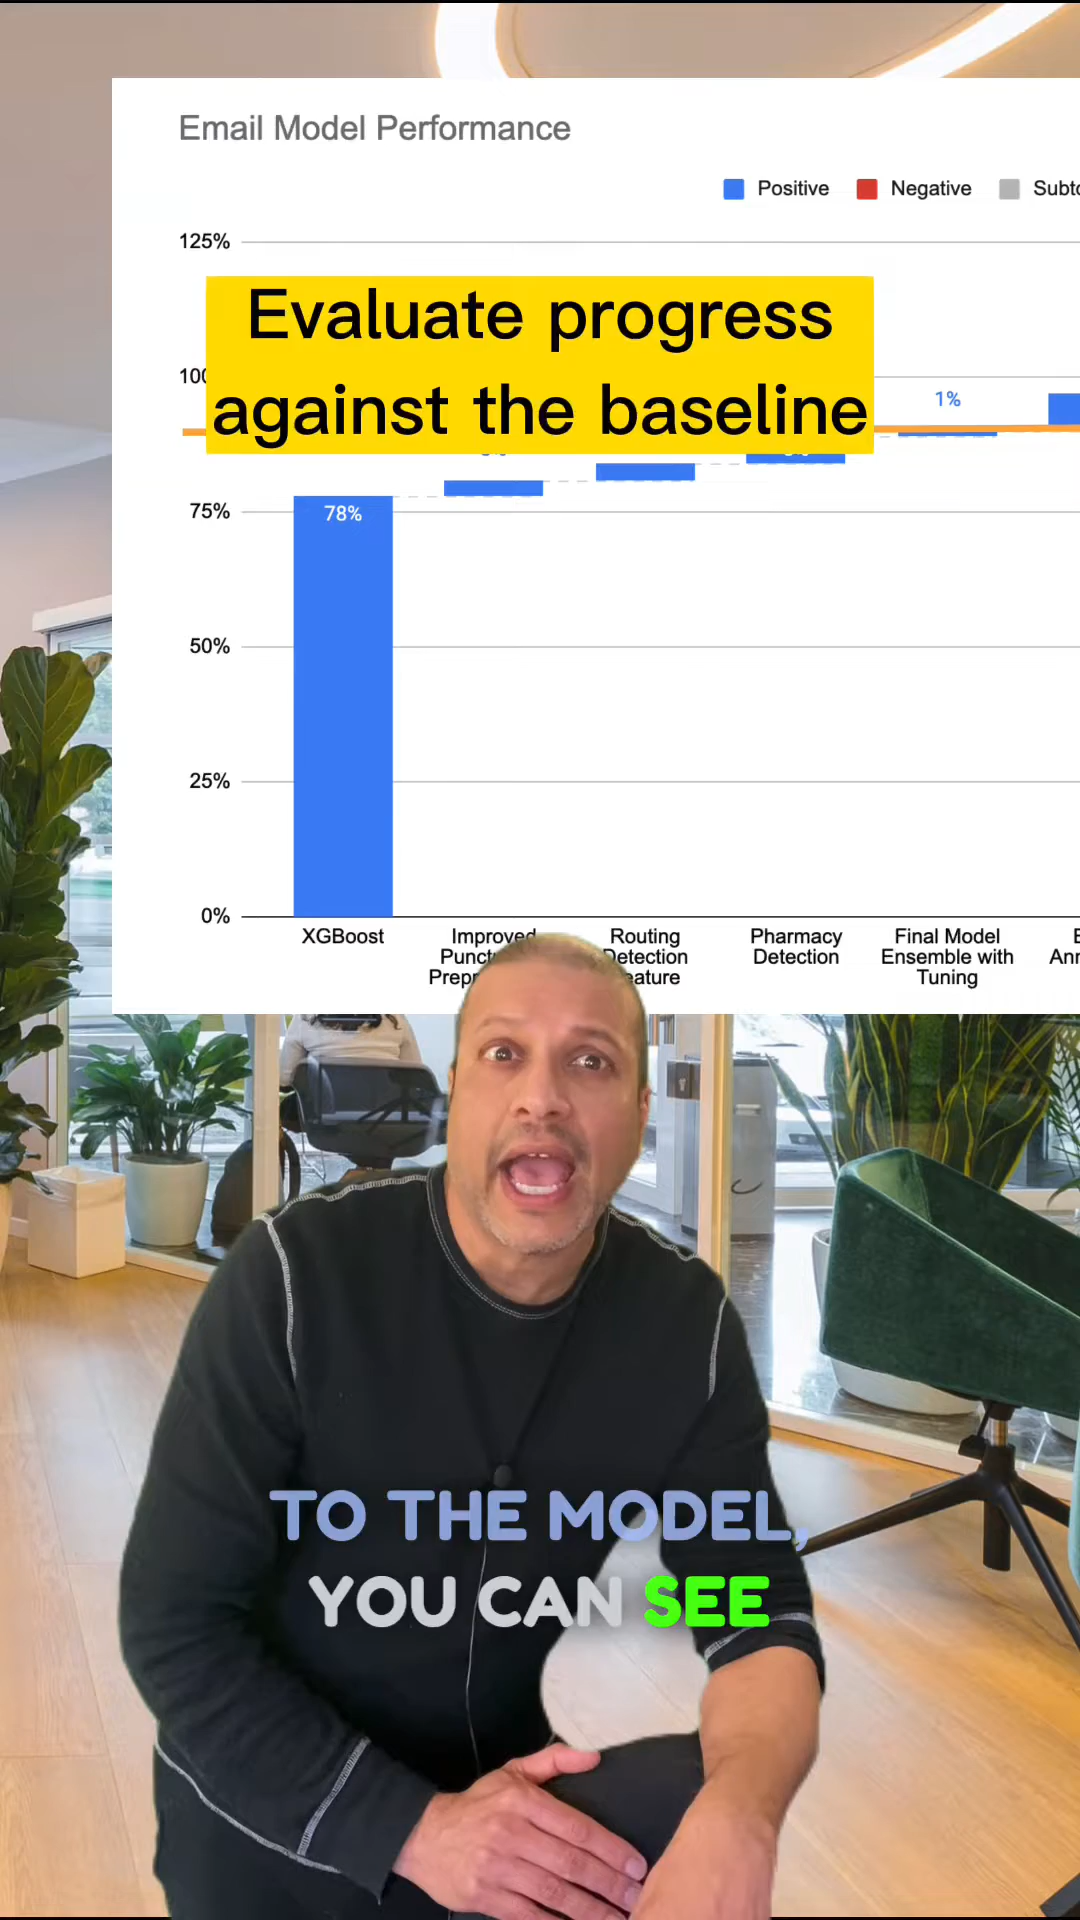 Email Model Performance
Positive Negative
125%
Evaluate progress
against the baseline
1%
75%
78%
50%
25%
0%
XGBoost
Improved
Routing
Detection
Pharmacy
Detection
Final Model
Ensemble with
Tuning
TO THE MODEL,
YOU CAN SEE